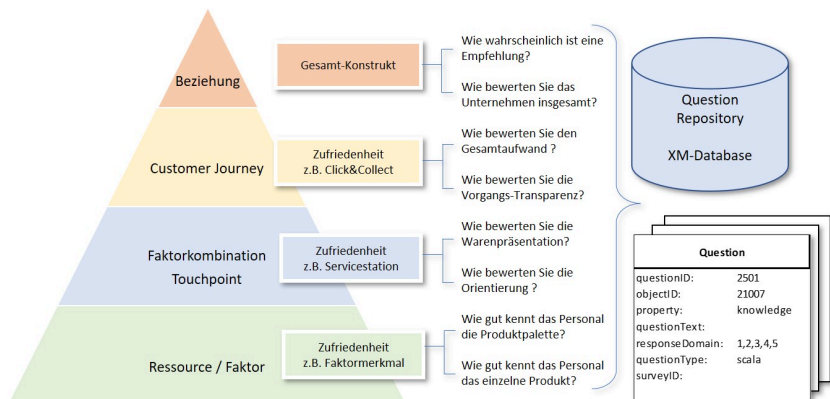 Beziehung
Gesamt-Konstrukt
Wie wahrscheinlich ist eine
Empfehlung?
Wie bewerten Sie das
Unternehmen insgesamt?
Customer Journey
Zufriedenheit
z.B. Click&Collect
Wie bewerten Sie den
Gesamtaufwand ?
Wie bewerten Sie die
Vorgangs-Transparenz?
Faktorkombination
Touchpoint
Zufriedenheit
z.B. Servicestation
Wie bewerten Sie die
Warenpräsentation?
Wie bewerten Sie die
Orientierung ?
Ressource / Faktor
Zufriedenheit
z.B. Faktormerkmal
Wie gut kennt das Personal
die Produktpalette?
Wie gut kennt das Personal
das einzelne Produkt?
Question
Repository
XM-Database
Question
questionID: 2501
objectID: 21007
property: knowledge
questionText:
responseDomain: 1,2,3,4,5
questionType: scala
surveyID: